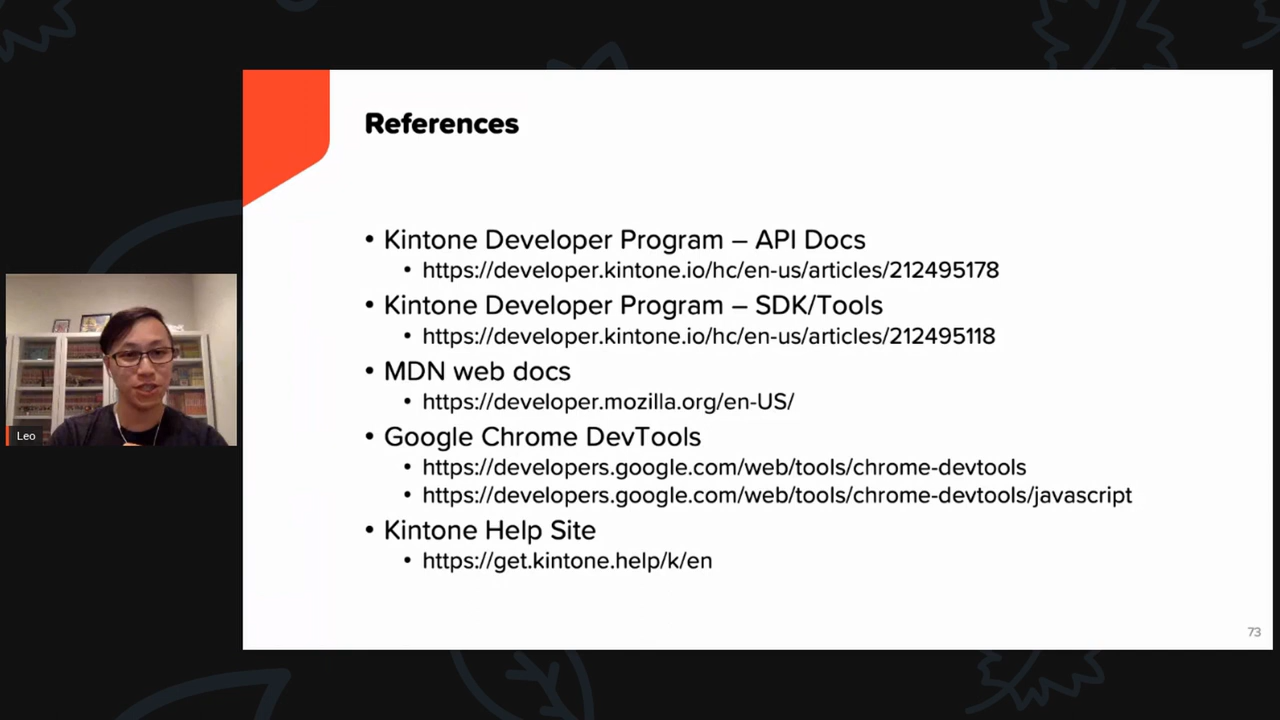 References
• Kintone Developer Program – API Docs
• https://developer.kintone.io/hc/en-us/articles/212495178
• Kintone Developer Program – SDK/Tools
• https://developer.kintone.io/hc/en-us/articles/212495118
• MDN web docs
• https://developer.mozilla.org/en-US/
• Google Chrome DevTools
• https://developers.google.com/web/tools/chrome-devtools
• https://developers.google.com/web/tools/chrome-devtools/javascript
• Kintone Help Site
• https://get.kintone.help/k/en
73
Leo